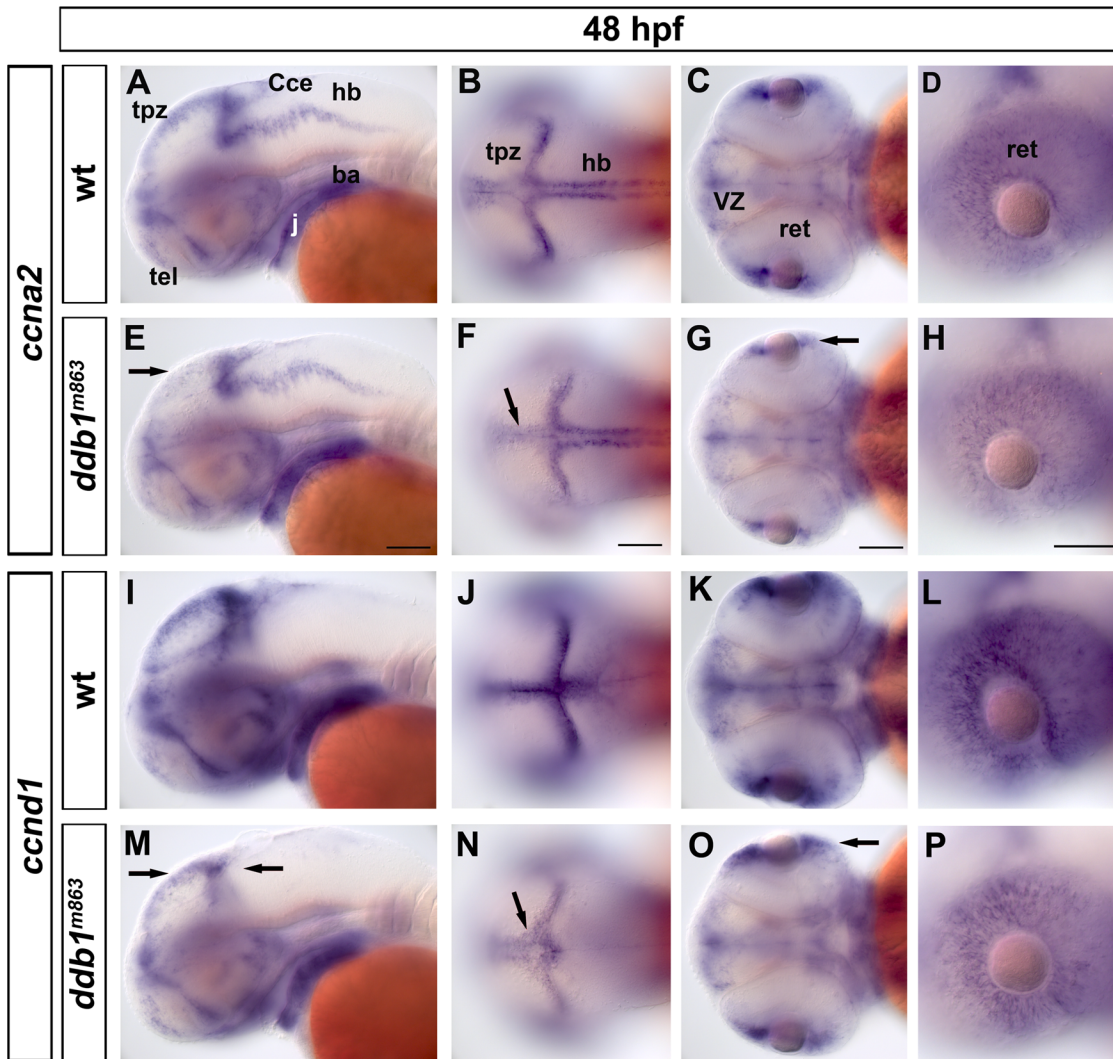 48 hpf
ccna2
wt
A
tpz
Cce
hb
ba
j
tel
B
tpz
hb
C
VZ
ret
D
ret
ddb1m863
E
F
G
H
ccnd1
wt
I
J
K
L
ddb1m863
M
N
O
P